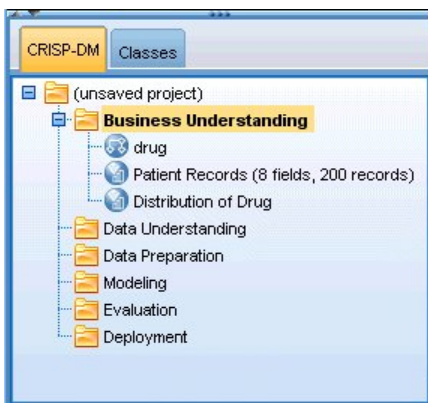 CRISP-DM Classes
(unsaved project)
Business Understanding
drug
Patient Records (8 fields, 200 records)
Distribution of Drug
Data Understanding
Data Preparation
Modeling
Evaluation
Deployment